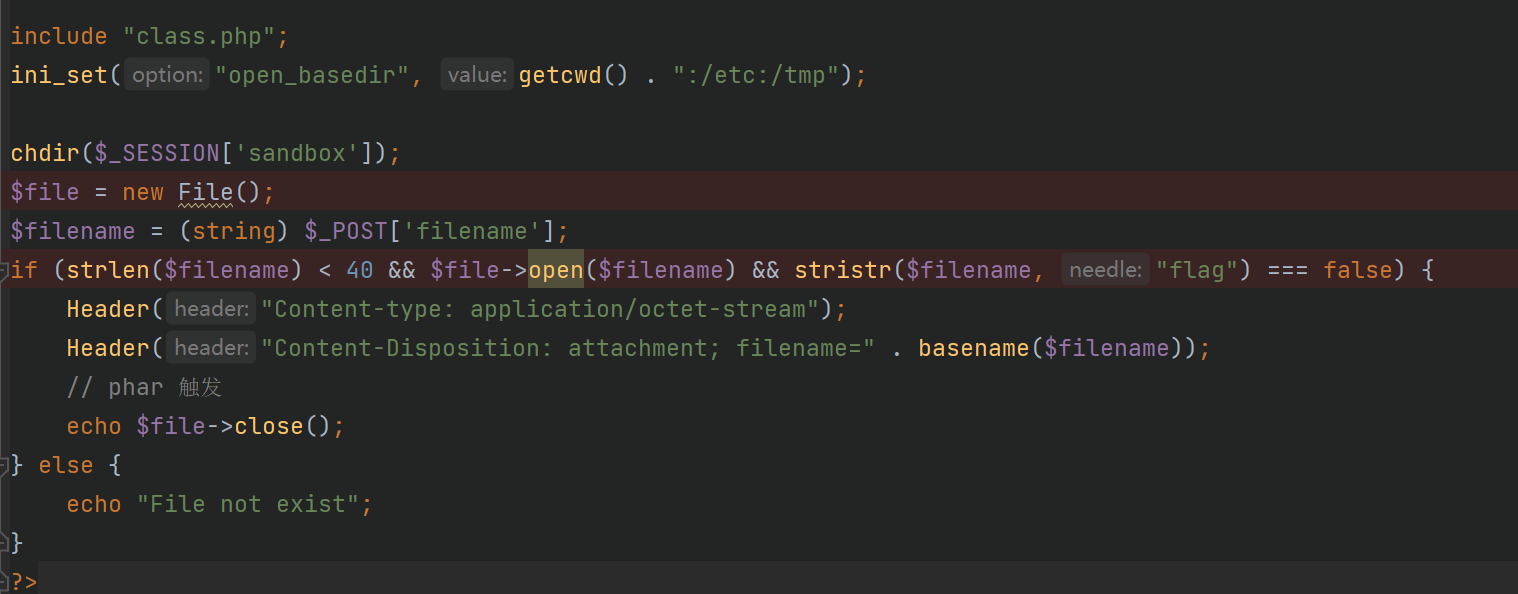 include "class.php";
ini_set( option: "open_basedir", value: getcwd() . ":/etc:/tmp");
chdir($_SESSION['sandbox']);
$file = new File();
$filename = (string) $_POST['filename'];
if (strlen($filename) < 40 && $file->open($filename) && stristr($filename, needle: "flag") === false) {
Header( header: "Content-type: application/octet-stream");
Header( header: "Content-Disposition: attachment; filename=" . basename($filename));
// phar 触发
echo $file->close();
} else {
echo "File not exist";
}
?>